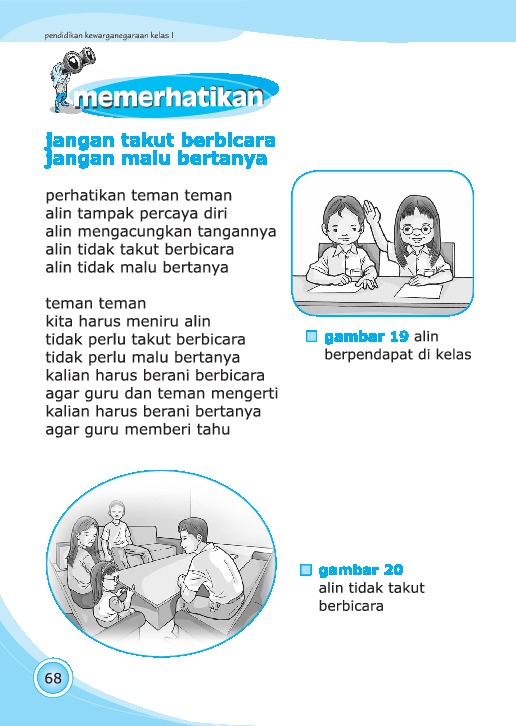 pendidikan kewarganegaraan kelas I
memerhatikan
jangan takut berbicara
jangan malu bertanya
perhatikan teman teman
alin tampak percaya diri
alin mengacungkan tangannya
alin tidak takut berbicara
alin tidak malu bertanya
teman teman
kita harus meniru alin
tidak perlu takut berbicara
tidak perlu malu bertanya
kalian harus berani berbicara
agar guru dan teman mengerti
kalian harus berani bertanya
agar guru memberi tahu
gambar 19 alin
berpendapat di kelas
gambar 20
alin tidak takut
berbicara
68